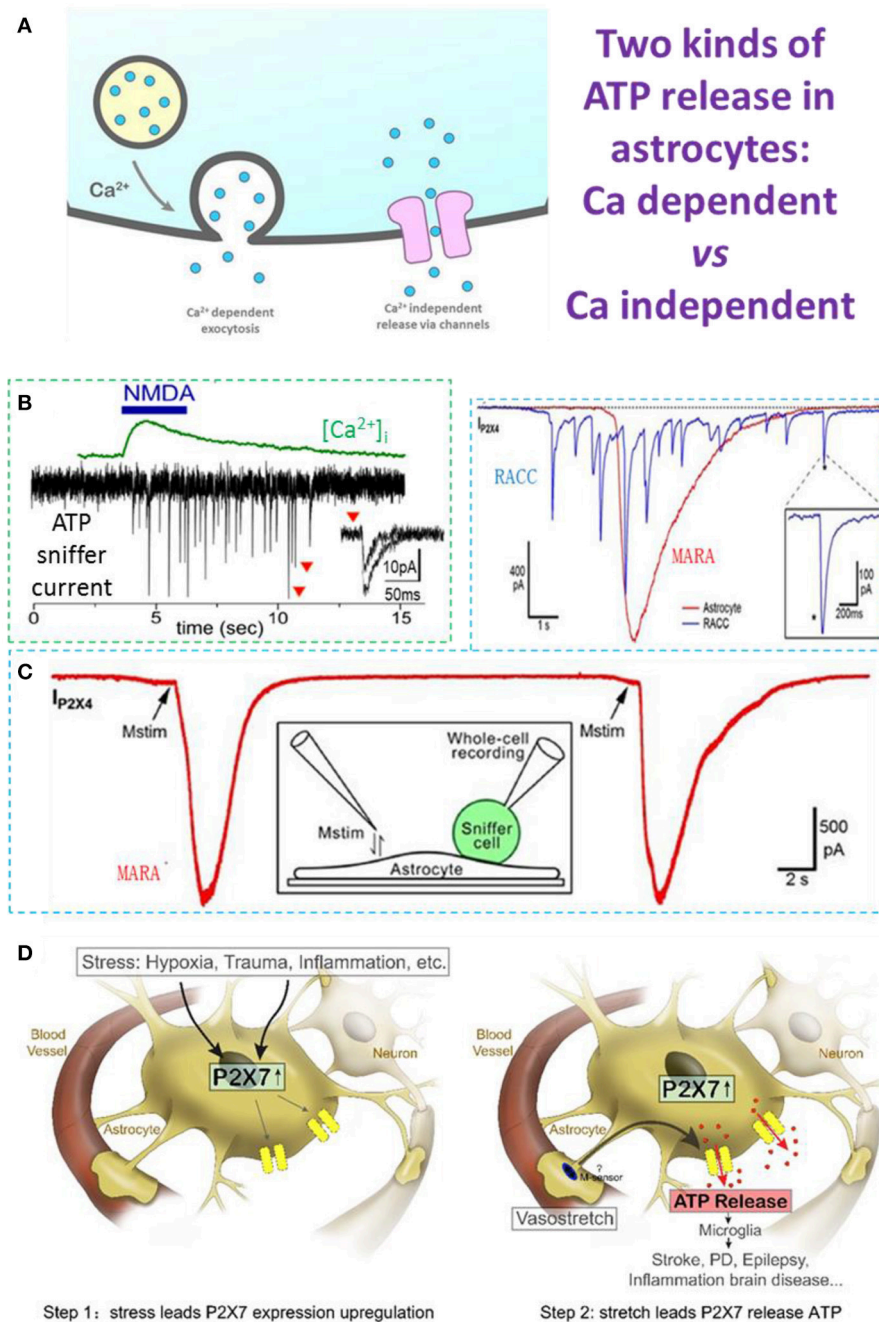 A
Two kinds of
ATP release in
astrocytes:
Ca dependent
vs
Ca independent
Ca²⁺
Ca²⁺ dependent
exocytosis
Ca²⁺ independent
release via channels
B
NMDA
[Ca²⁺]i
ATP
sniffer
current
10pA
50ms
0
5
10
15
time (sec)
IP2X4
RACC
MARA
400
pA
1 s
Astrocyte
RACC
*
*
100
pA
200ms
C
IP2X4
Mstim
Mstim
MARA
Whole-cell
recording
Mstim
Sniffer
cell
Astrocyte
500
pA
2 s
D
Stress: Hypoxia, Trauma, Inflammation, etc.
Blood
Vessel
Neuron
P2X7↑
Astrocyte
Blood
Vessel
Neuron
P2X7↑
Astrocyte
?
M-sensor
Vasostretch
ATP Release
Microglia
Stroke, PD, Epilepsy,
Inflammation brain disease...
Step 1: stress leads P2X7 expression upregulation
Step 2: stretch leads P2X7 release ATP